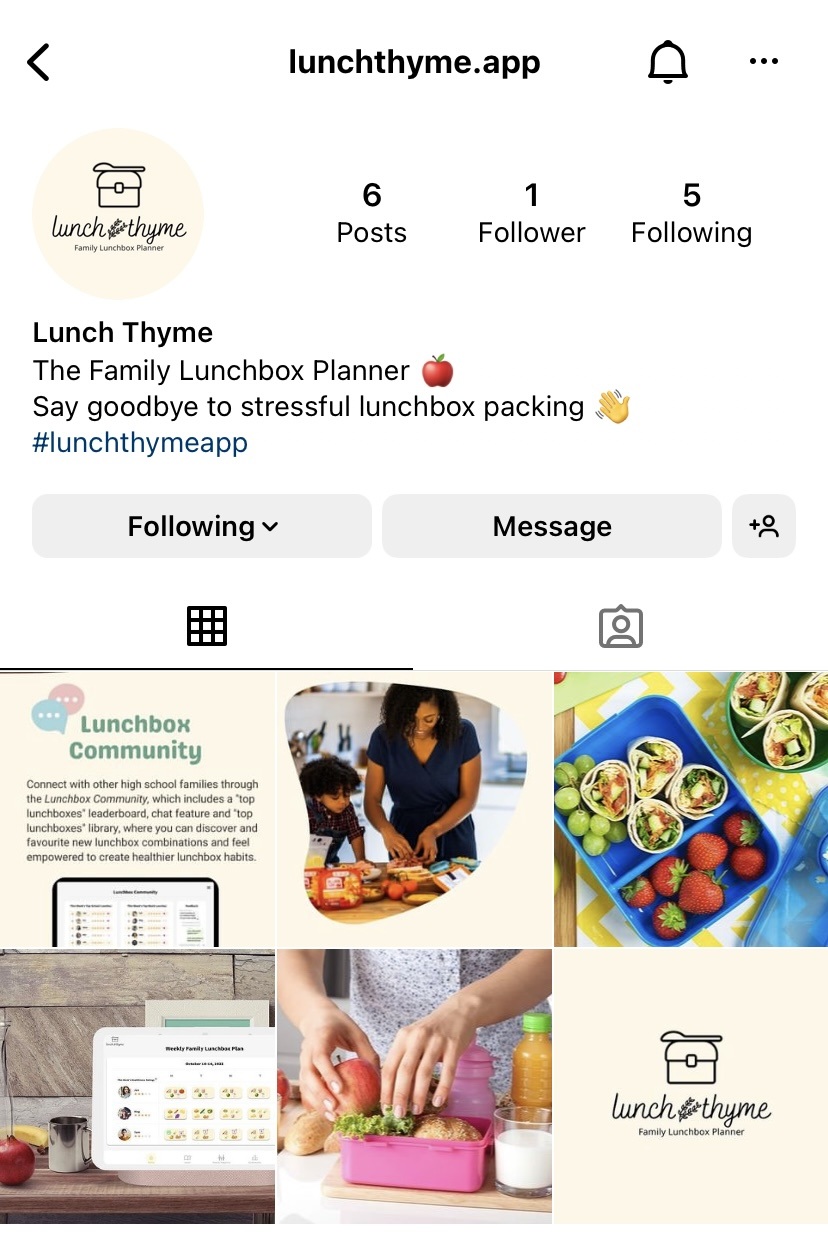 lunchthyme.app
lunch thyme
Family Lunchbox Planner
6
Posts
1
Follower
5
Following
Lunch Thyme
The Family Lunchbox Planner 🍎
Say goodbye to stressful lunchbox packing 👋
#lunchthymeapp
Following
Message
Lunchbox
Community
Connect with other high school families through
the Lunchbox Community, which includes a "top
lunchboxes" leaderboard, chat feature and "top
lunchboxes" library, where you can discover and
favourite new lunchbox combinations and feel
empowered to create healthier lunchbox habits.
Lunchbox Community
Weekly Family Lunchbox Plan
October 10-14, 2022
lunch thyme
Family Lunchbox Planner